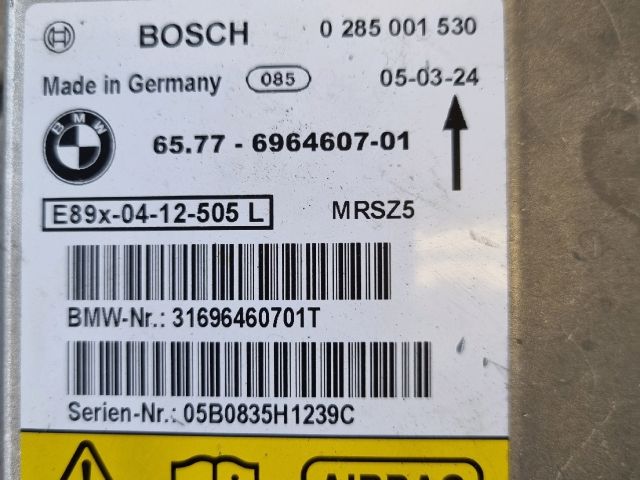 BOSCH 0 285 001 530
Made in Germany 085 05-03-24
BMW 65.77 - 6964607-01
E89x-04-12-505 L MRSZ5
BMW-Nr.: 31696460701T
Serien-Nr.: 05B0835H1239C
AIRBAG